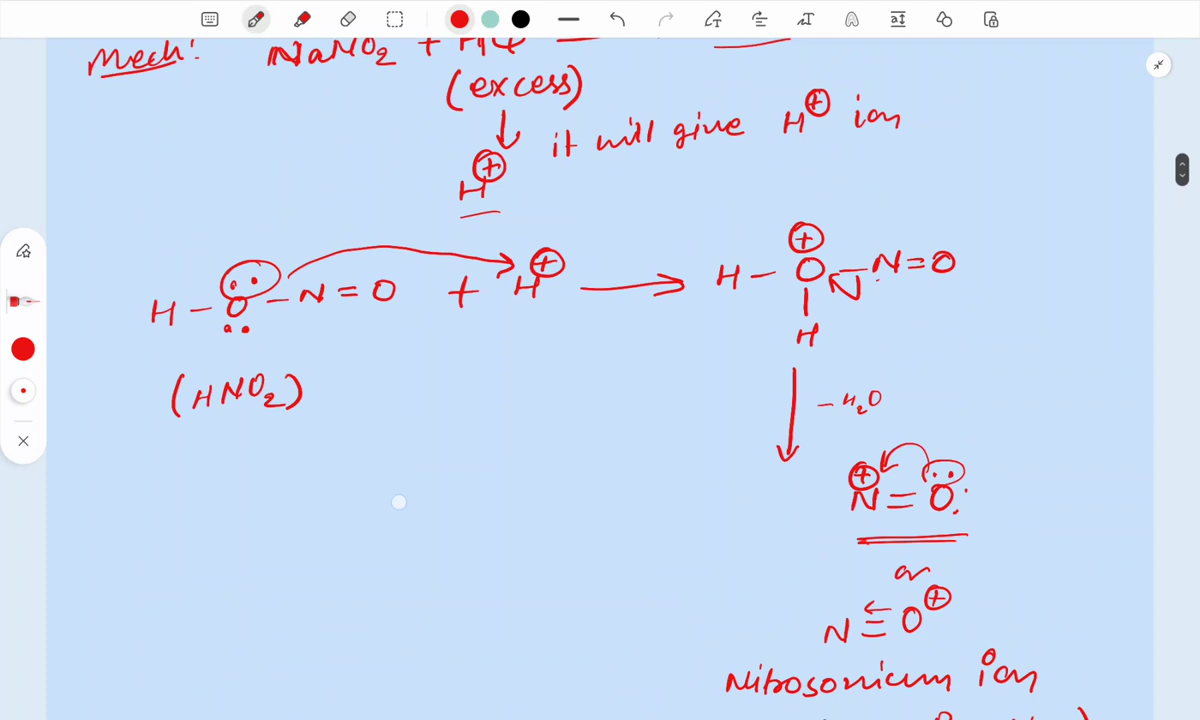 Mech: NaNO₂ + HCl
(excess)
↓ it will give H⊕ ion
H⊕
H – O – N = O + H⊕ ⟶ H – O – N = O
⊕
H
(HNO₂)
– H₂O
⊕
N = O
or
N ≡ O⊕
Nitrosonium ion